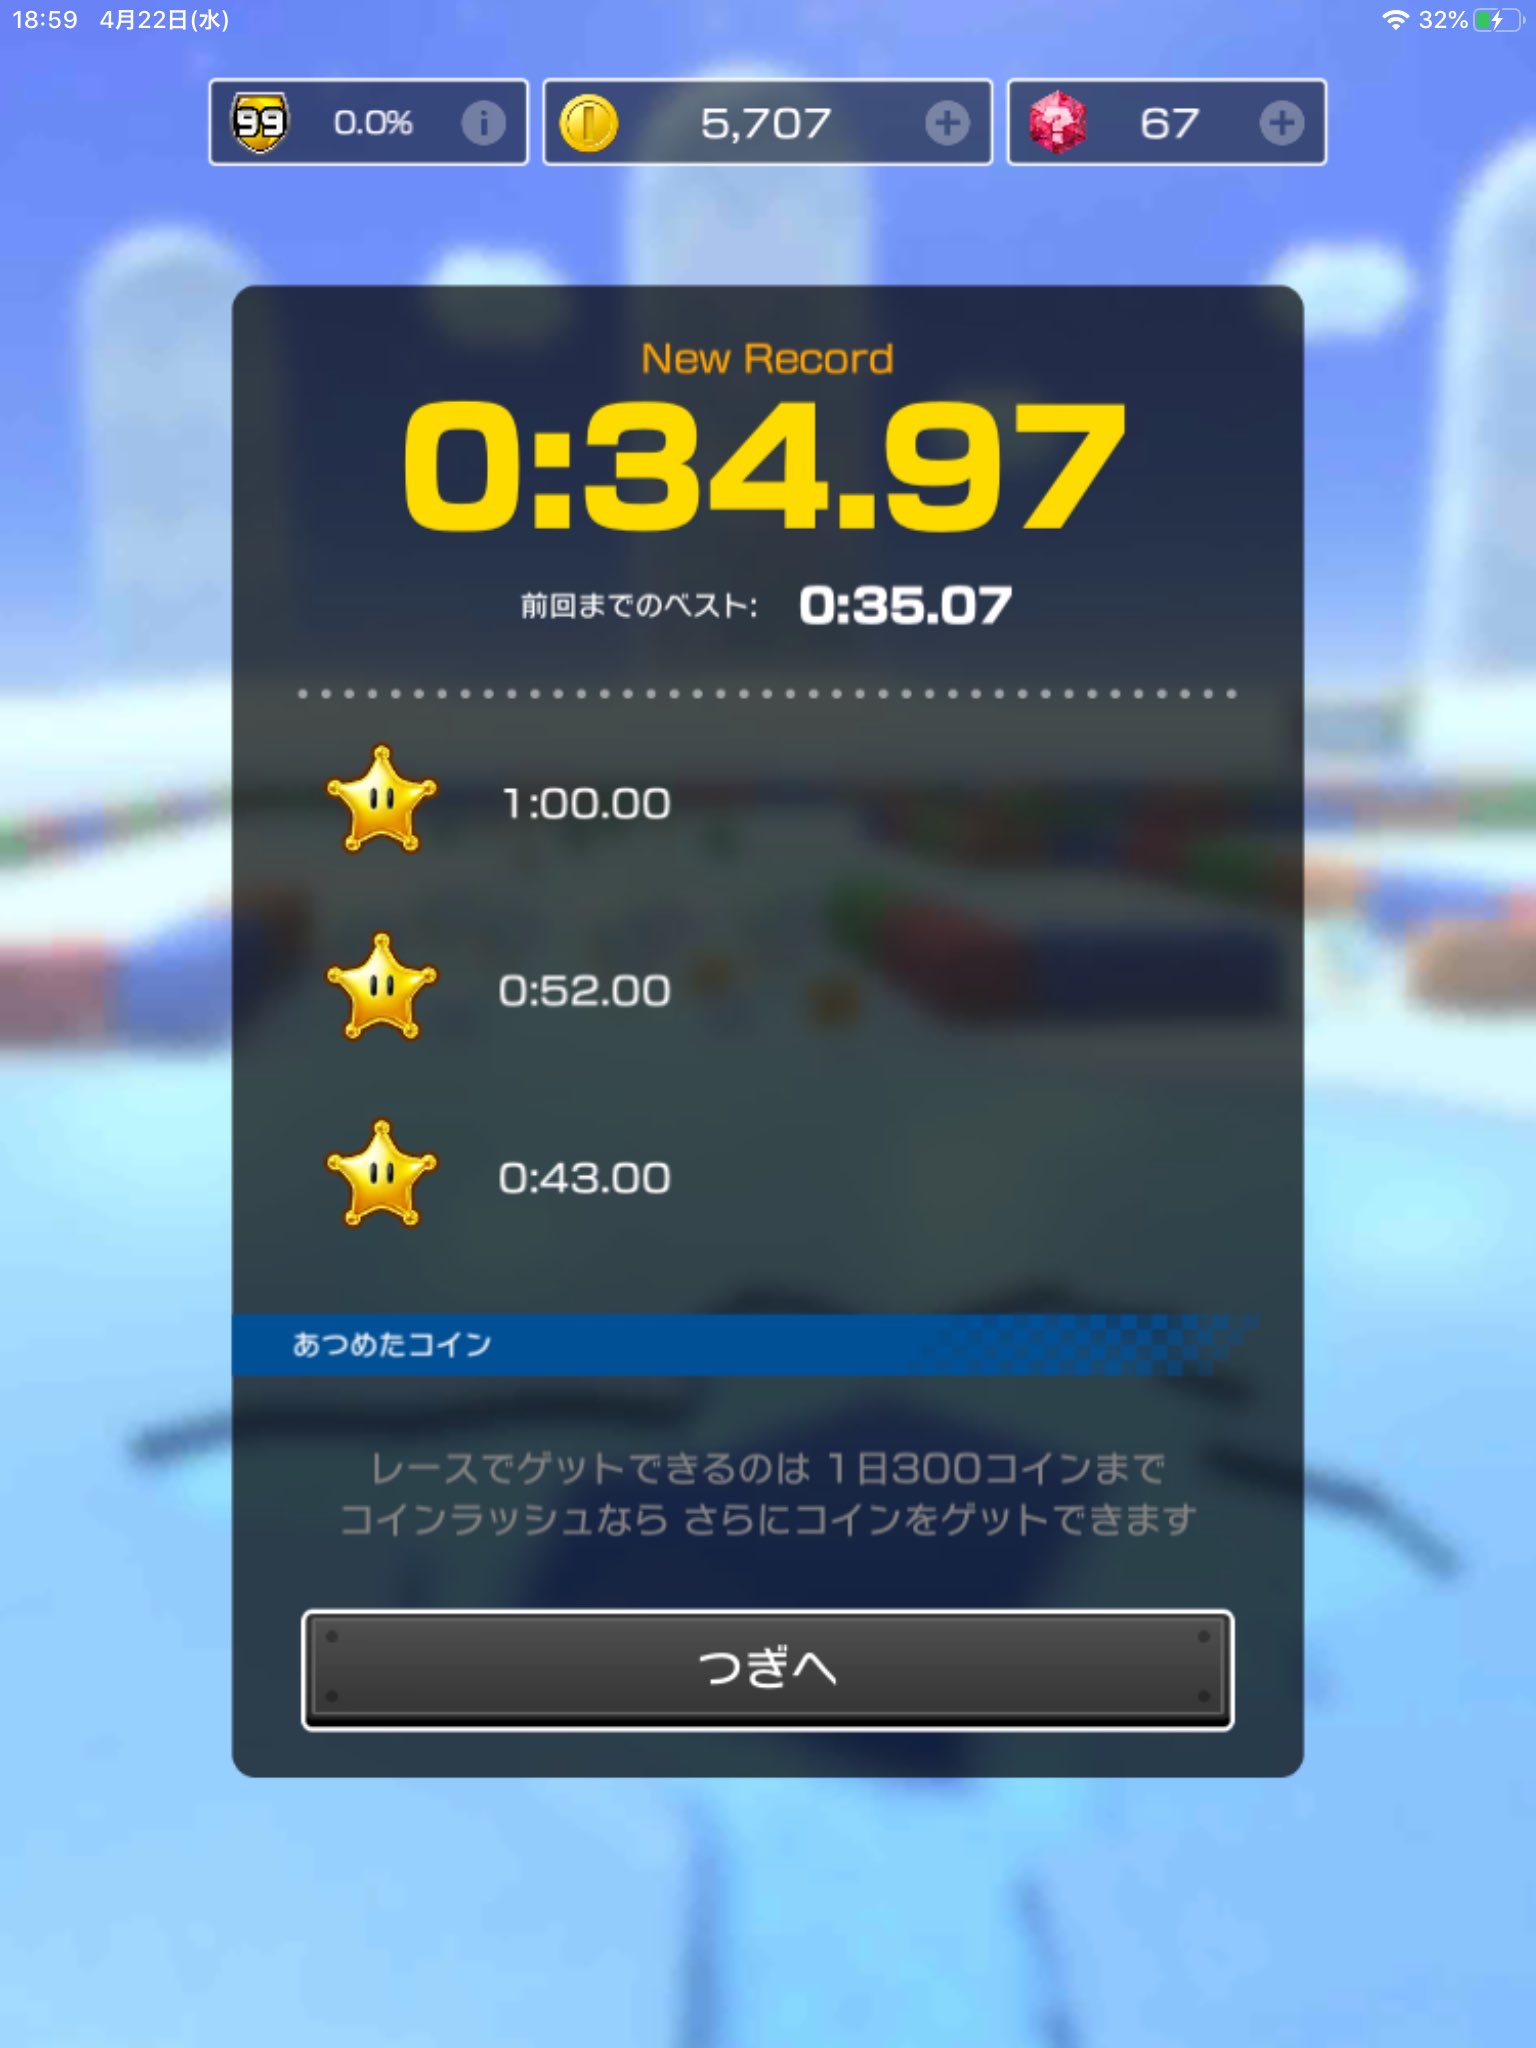 18:59 4月22日(水) 32%
99 0.0% 5,707 67
New Record
0:34.97
前回までのベスト: 0:35.07
1:00.00
0:52.00
0:43.00
あつめたコイン
レースでゲットできるのは 1日300コインまで
コインラッシュなら さらにコインをゲットできます
つぎへ